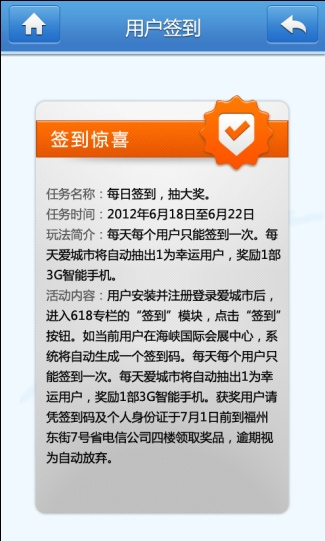 用户签到
签到惊喜
任务名称：每日签到，抽大奖。
任务时间：2012年6月18日至6月22日
玩法简介：每天每个用户只能签到一次。每
天爱城市将自动抽出1为幸运用户，奖励1部
3G智能手机。
活动内容：用户安装并注册登录爱城市后，
进入618专栏的“签到”模块，点击“签到”
按钮。如当前用户在海峡国际会展中心，系
统将自动生成一个签到码。每天每个用户只
能签到一次。每天爱城市将自动抽出1为幸
运用户，奖励1部3G智能手机。获奖用户请
凭签到码及个人身份证于7月1日前到福州
东街7号省电信公司四楼领取奖品，逾期视
为自动放弃。